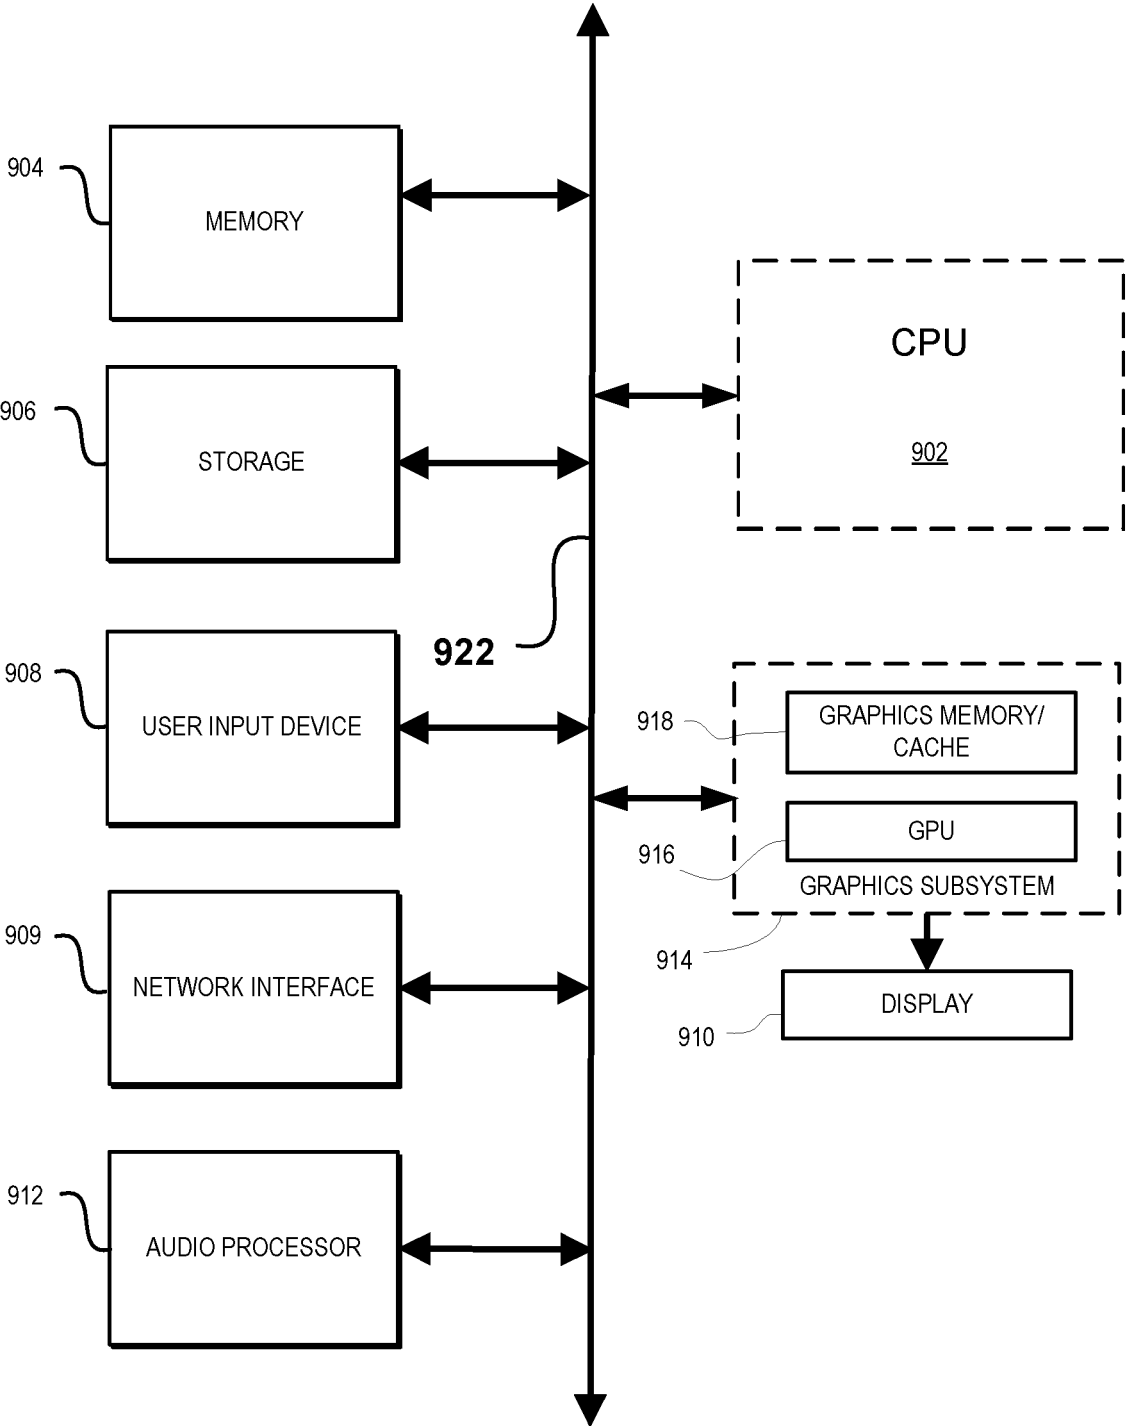 904
MEMORY
CPU
902
906
STORAGE
922
908
USER INPUT DEVICE
918
GRAPHICS MEMORY/
CACHE
916
GPU
GRAPHICS SUBSYSTEM
914
909
NETWORK INTERFACE
910
DISPLAY
912
AUDIO PROCESSOR